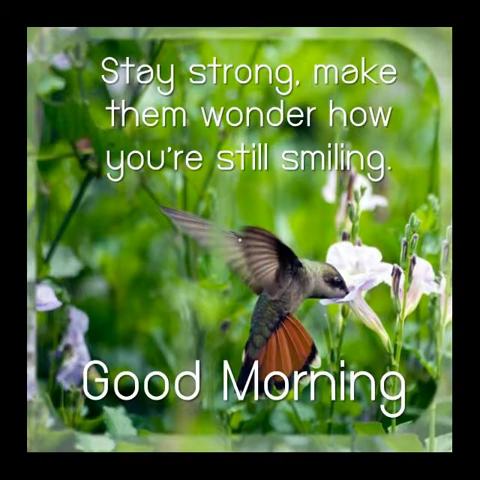 Stay strong, make
them wonder how
you're still smiling.
Good Morning